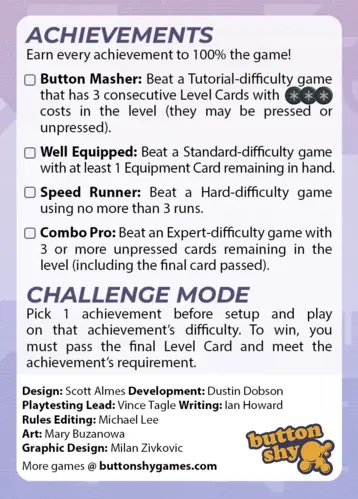 ACHIEVEMENTS
Earn every achievement to 100% the game!
Button Masher: Beat a Tutorial-difficulty game
that has 3 consecutive Level Cards with ***
costs in the level (they may be pressed or
unpressed).
Well Equipped: Beat a Standard-difficulty game
with at least 1 Equipment Card remaining in hand.
Speed Runner: Beat a Hard-difficulty game
using no more than 3 runs.
Combo Pro: Beat an Expert-difficulty game with
3 or more unpressed cards remaining in the
level (including the final card passed).
CHALLENGE MODE
Pick 1 achievement before setup and play
on that achievement's difficulty. To win, you
must pass the final Level Card and meet the
achievement's requirement.
Design: Scott Almes Development: Dustin Dobson
Playtesting Lead: Vince Tagle Writing: Ian Howard
Rules Editing: Michael Lee
Art: Mary Buzanowa
Graphic Design: Milan Zivkovic
More games @ buttonshygames.com
button
shy